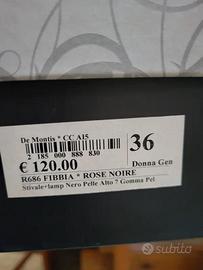 De Montis * CC AI5
36
2 185 000 888 830
€ 120.00
Donna Gen
R686 FIBBIA * ROSE NOIRE
Stivale+lamp Nero Pelle Alto 7 Gomma Pel
subito